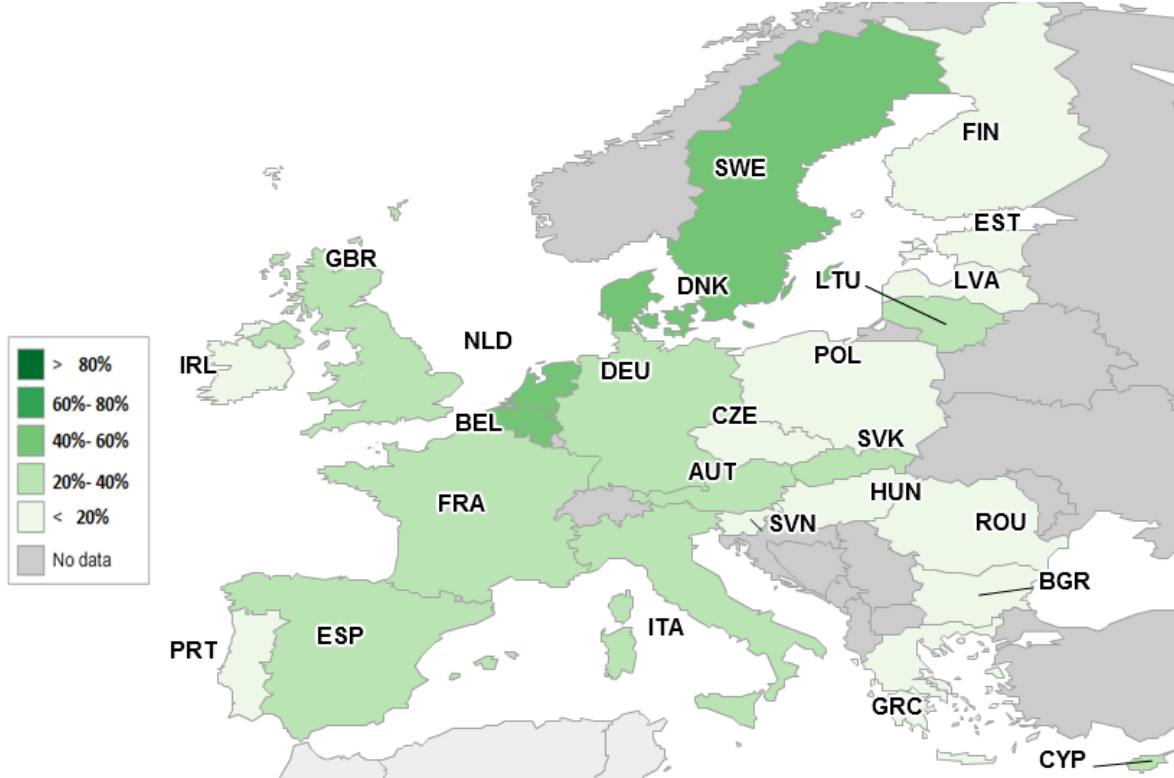 FIN
SWE
EST
GBR
LTU
LVA
DNK
NLD
POL
IRL
DEU
CZE
BEL
SVK
AUT
HUN
FRA
SVN
ROU
BGR
ITA
ESP
PRT
GRC
CYP
> 80%
60%- 80%
40%- 60%
20%- 40%
< 20%
No data